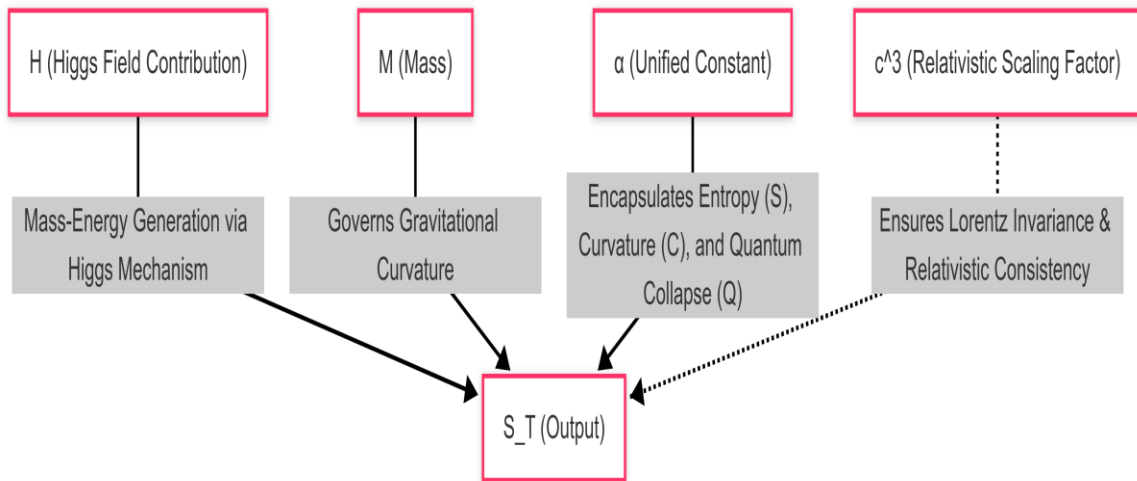 H (Higgs Field Contribution)
M (Mass)
α (Unified Constant)
c^3 (Relativistic Scaling Factor)
Mass-Energy Generation via
Higgs Mechanism
Governs Gravitational
Curvature
Encapsulates Entropy (S),
Curvature (C), and Quantum
Collapse (Q)
Ensures Lorentz Invariance &
Relativistic Consistency
S_T (Output)